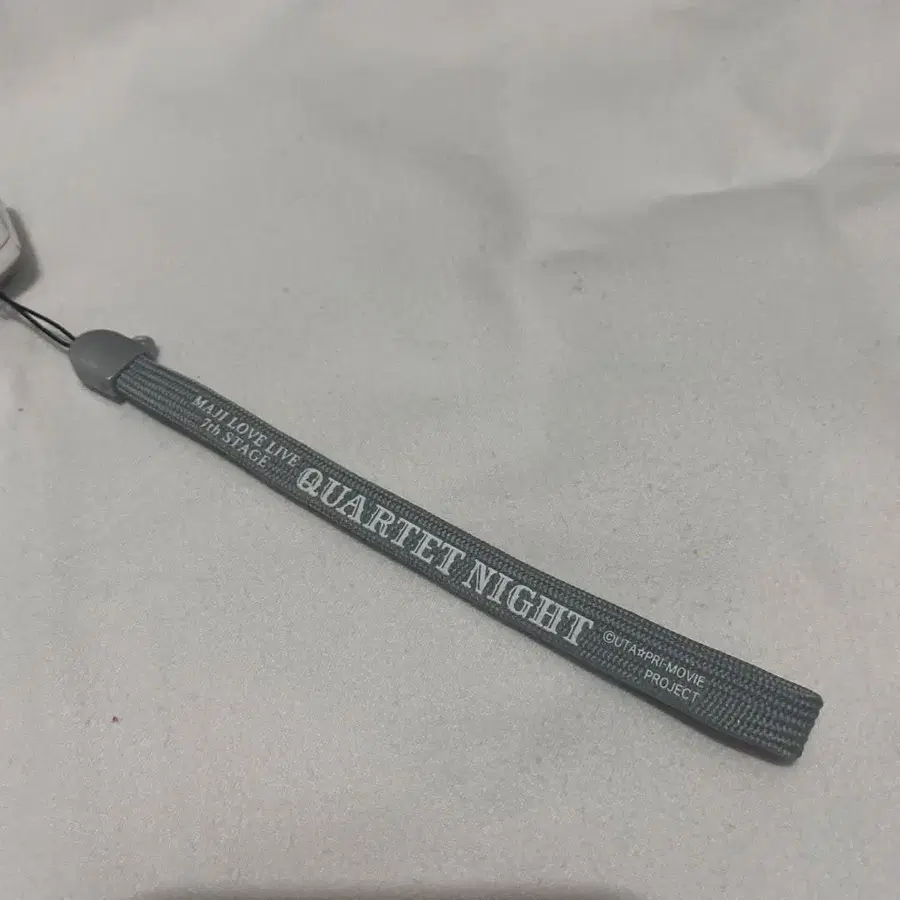 MAJI LOVE LIVE
7th STAGE
QUARTET NIGHT
©UTA☆PRI-MOVIE
PROJECT